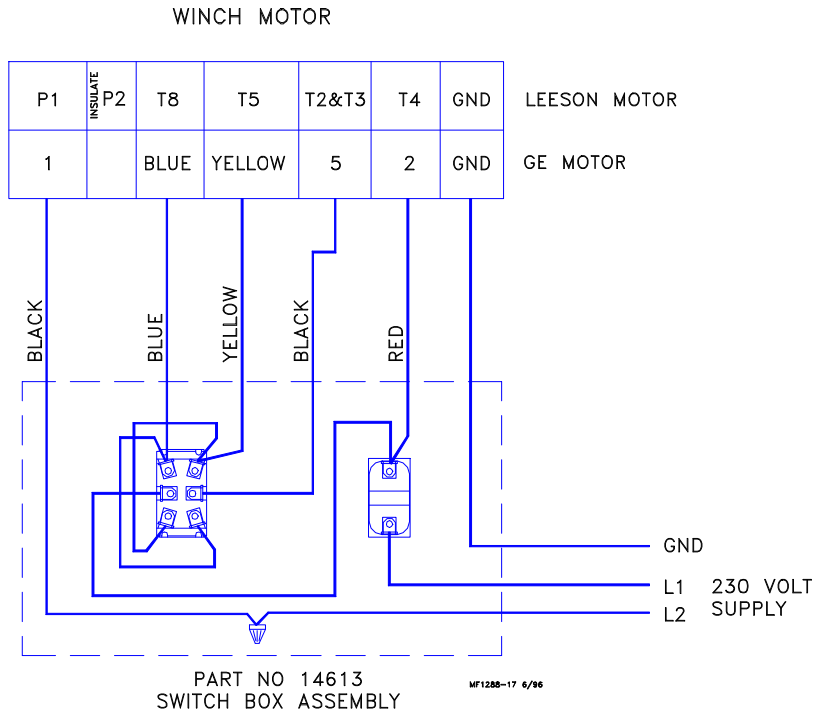 WINCH MOTOR
P1 INSULATE P2 T8 T5 T2&T3 T4 GND LEESON MOTOR
1 BLUE YELLOW 5 2 GND GE MOTOR
BLACK BLUE YELLOW BLACK RED
GND
L1 230 VOLT
L2 SUPPLY
PART NO 14613
SWITCH BOX ASSEMBLY
MF1288-17 6/96